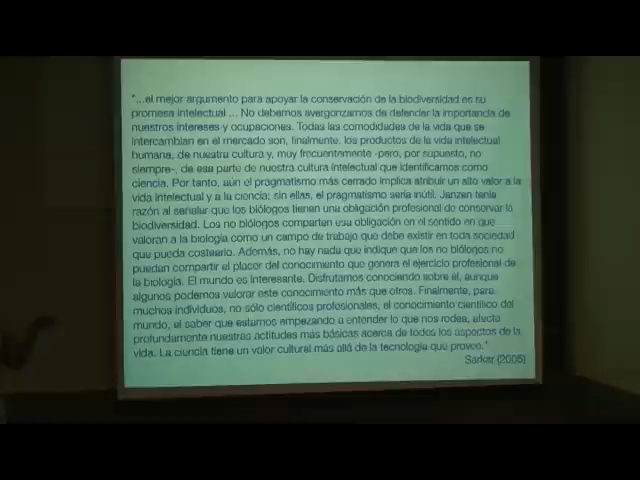 "...el mejor argumento para apoyar la conservación de la biodiversidad es su
promesa intelectual ... No debemos avergonzarnos de defender la importancia de
nuestros intereses y ocupaciones. Todas las comodidades de la vida que se
intercambian en el mercado son, finalmente, los productos de la vida intelectual
humana, de nuestra cultura y, muy frecuentemente -pero, por supuesto, no
siempre-, de esa parte de nuestra cultura intelectual que identificamos como
ciencia. Por tanto, aún el pragmatismo más cerrado implica atribuir un alto valor a la
vida intelectual y a la ciencia; sin ellas, el pragmatismo sería inútil. Janzen tenía
razón al señalar que los biólogos tienen una obligación profesional de conservar la
biodiversidad. Los no biólogos comparten esa obligación en el sentido en que
valoran a la biología como un campo de trabajo que debe existir en toda sociedad
que pueda costearlo. Además, no hay nada que indique que los no biólogos no
puedan compartir el placer del conocimiento que genera el ejercicio profesional de
la biología. El mundo es interesante. Disfrutamos conociendo sobre él, aunque
algunos podemos valorar este conocimiento más que otros. Finalmente, para
muchos individuos, no sólo científicos profesionales, el conocimiento científico del
mundo, el saber que estamos empezando a entender lo que nos rodea, afecta
profundamente nuestras actitudes más básicas acerca de todos los aspectos de la
vida. La ciencia tiene un valor cultural más allá de la tecnología que provee."
Sarkar (2005)